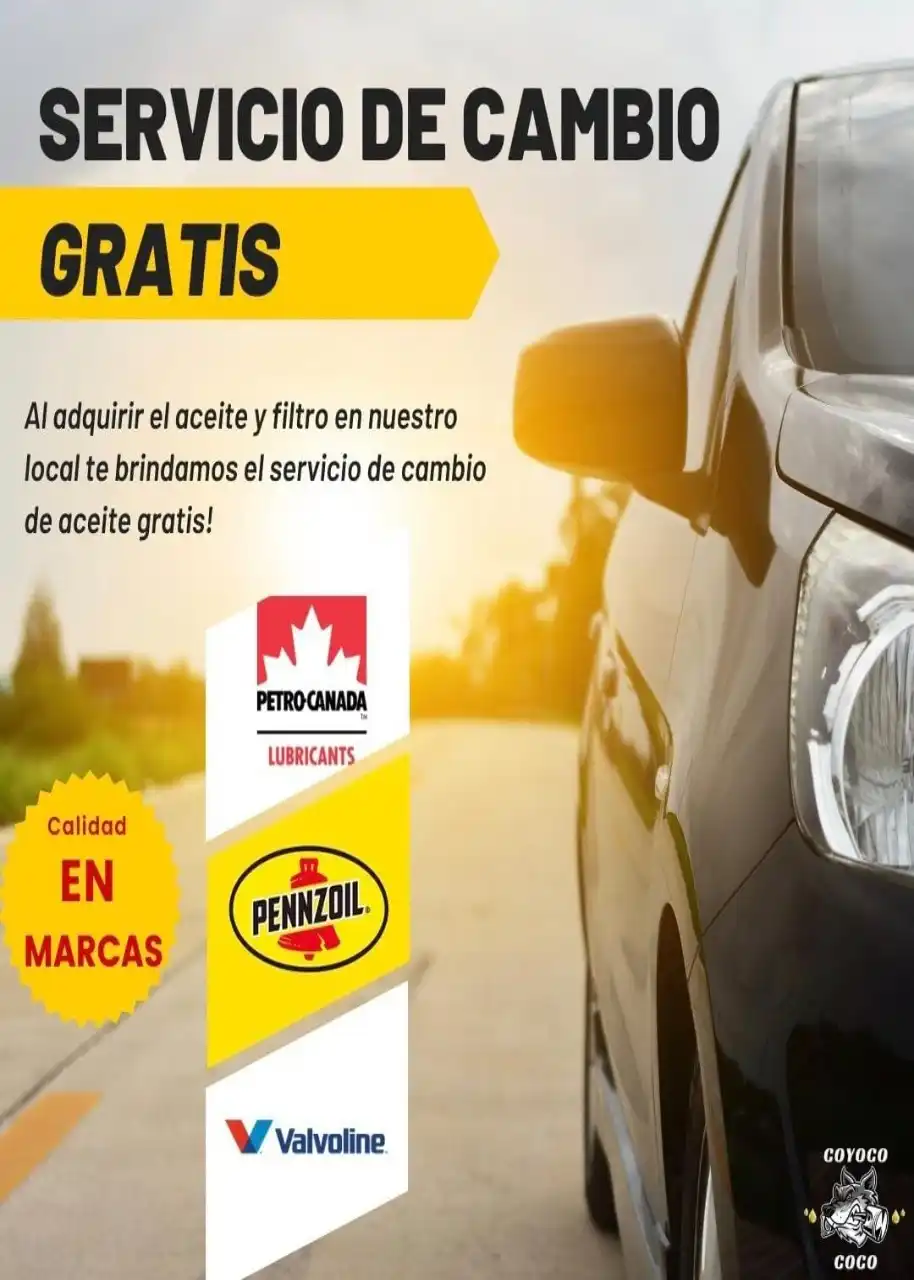 SERVICIO DE CAMBIO
GRATIS
Al adquirir el aceite y filtro en nuestro
local te brindamos el servicio de cambio
de aceite gratis!
PETRO-CANADA
TM
LUBRICANTS
PENNZOIL®
Calidad
EN
MARCAS
Valvoline
COYOCO
COCO